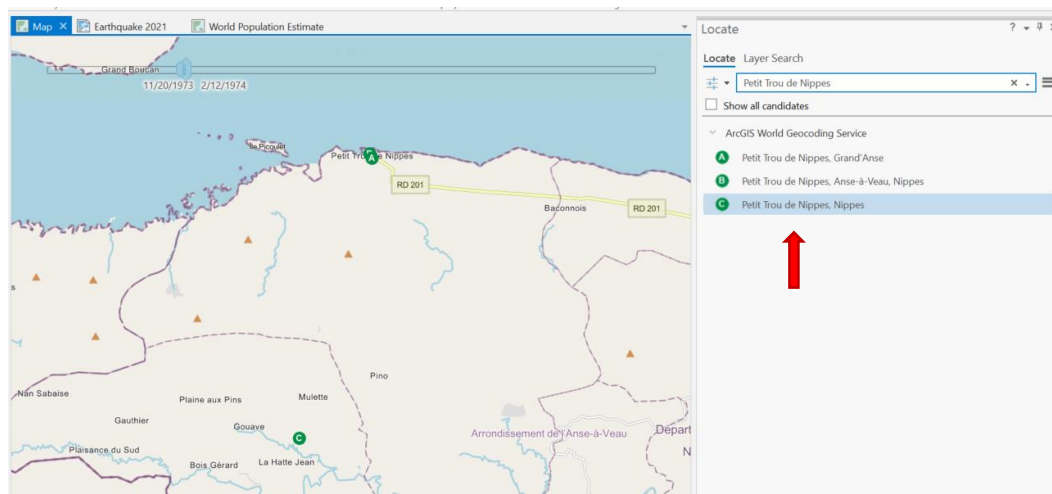 Map
Earthquake 2021
World Population Estimate
Locate
Locate Layer Search
Petit Trou de Nippes
Show all candidates
ArcGIS World Geocoding Service
A Petit Trou de Nippes, Grand'Anse
B Petit Trou de Nippes, Anse-à-Veau, Nippes
C Petit Trou de Nippes, Nippes
Grand Boucan
11/20/1973 2/12/1974
Ile Picoulet
Petit Trou de Nippes
A
RD 201
Baconnois
RD 201
s
Pino
Nan Sabaise
Plaine aux Pins
Mulette
Gauthier
Gouave
C
Arrondissement de l'Anse-à-Veau
Départ
N
Plaisance du Sud
Bois Gérard
La Hatte Jean